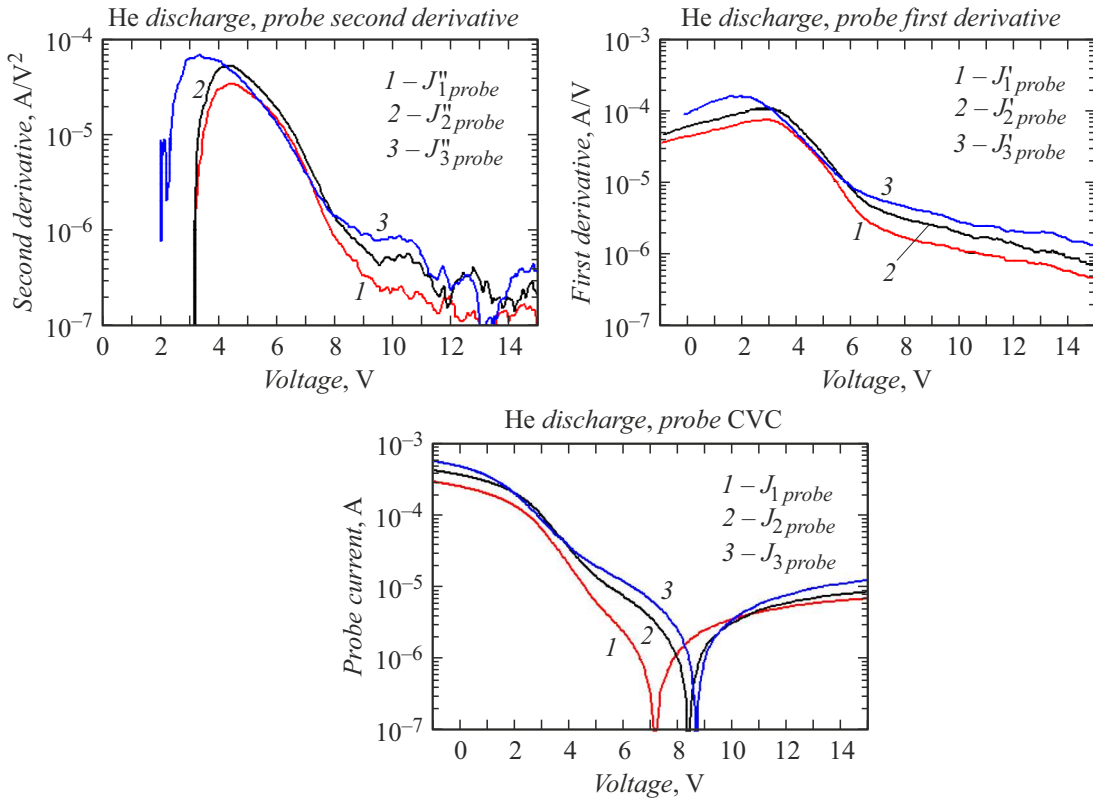 He discharge, probe second derivative
10⁻⁴
10⁻⁵
10⁻⁶
10⁻⁷
Second derivative, A/V²
0 2 4 6 8 10 12 14
Voltage, V
1 – J''₁ probe
2 – J''₂ probe
3 – J''₃ probe
2
3
1
He discharge, probe first derivative
10⁻³
10⁻⁴
10⁻⁵
10⁻⁶
10⁻⁷
First derivative, A/V
0 2 4 6 8 10 12 14
Voltage, V
1 – J'₁ probe
2 – J'₂ probe
3 – J'₃ probe
3
1
2
He discharge, probe CVC
10⁻³
10⁻⁴
10⁻⁵
10⁻⁶
10⁻⁷
Probe current, A
0 2 4 6 8 10 12 14
Voltage, V
1 – J₁ probe
2 – J₂ probe
3 – J₃ probe
3
2
1